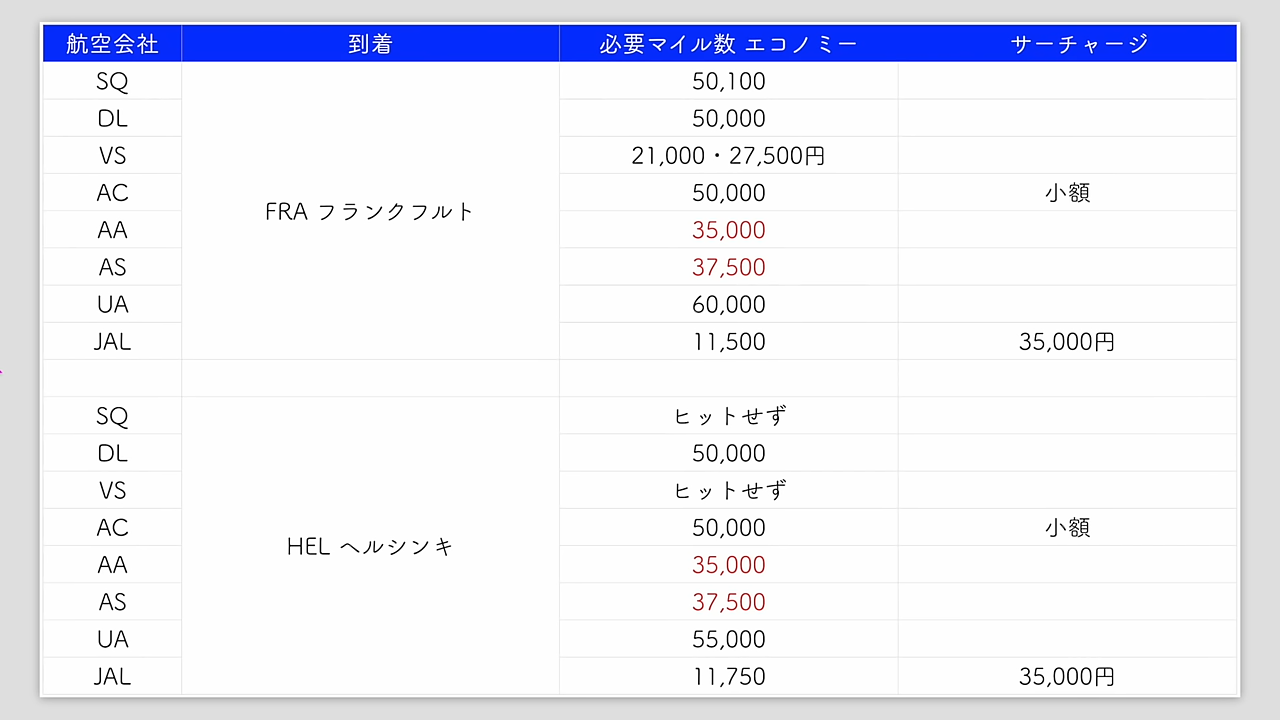 航空会社 到着 必要マイル数 エコノミー サーチャージ
SQ 50,100
DL 50,000
VS 21,000・27,500円
AC 50,000 小額
FRA フランクフルト
AA 35,000
AS 37,500
UA 60,000
JAL 11,500 35,000円
SQ ヒットせず
DL 50,000
VS ヒットせず
AC 50,000 小額
HEL ヘルシンキ
AA 35,000
AS 37,500
UA 55,000
JAL 11,750 35,000円